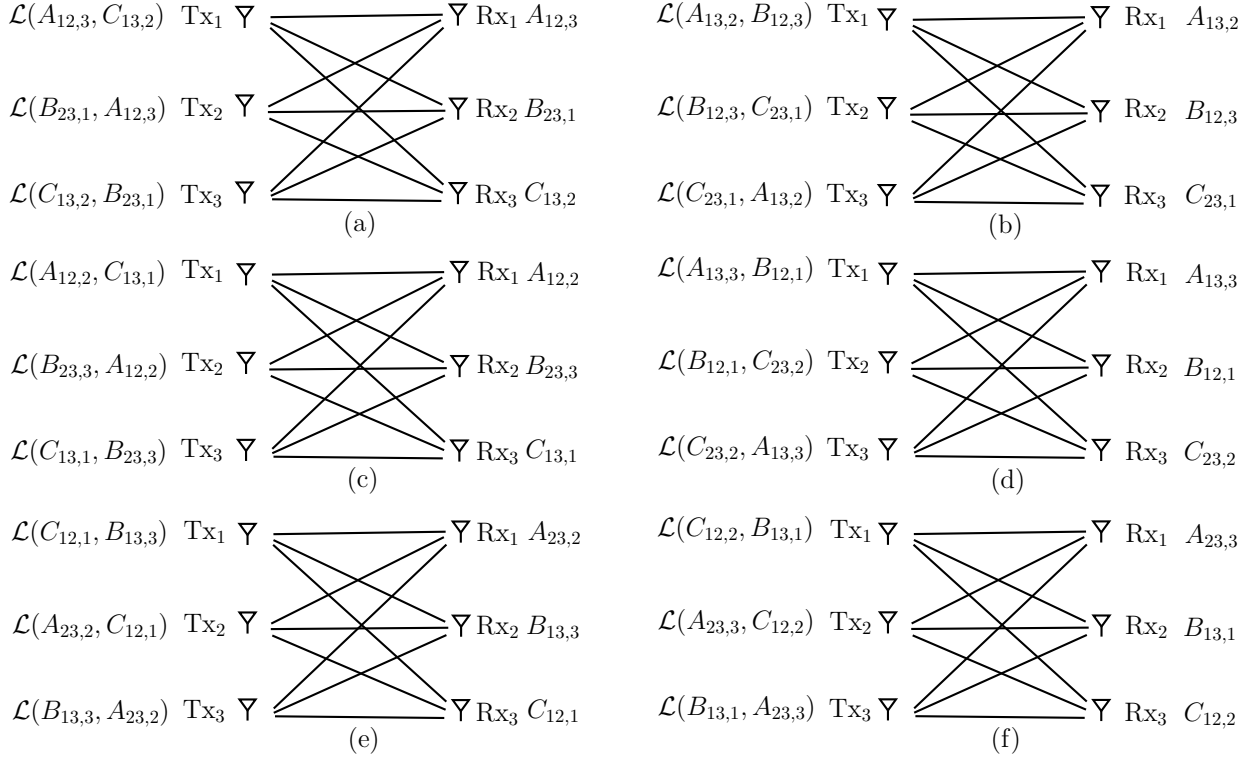 𝓛(A₁₂,₃, C₁₃,₂) Tx₁ Rx₁ A₁₂,₃
𝓛(B₂₃,₁, A₁₂,₃) Tx₂ Rx₂ B₂₃,₁
𝓛(C₁₃,₂, B₂₃,₁) Tx₃ Rx₃ C₁₃,₂
(a)
𝓛(A₁₃,₂, B₁₂,₃) Tx₁ Rx₁ A₁₃,₂
𝓛(B₁₂,₃, C₂₃,₁) Tx₂ Rx₂ B₁₂,₃
𝓛(C₂₃,₁, A₁₃,₂) Tx₃ Rx₃ C₂₃,₁
(b)
𝓛(A₁₂,₂, C₁₃,₁) Tx₁ Rx₁ A₁₂,₂
𝓛(B₂₃,₃, A₁₂,₂) Tx₂ Rx₂ B₂₃,₃
𝓛(C₁₃,₁, B₂₃,₃) Tx₃ Rx₃ C₁₃,₁
(c)
𝓛(A₁₃,₃, B₁₂,₁) Tx₁ Rx₁ A₁₃,₃
𝓛(B₁₂,₁, C₂₃,₂) Tx₂ Rx₂ B₁₂,₁
𝓛(C₂₃,₂, A₁₃,₃) Tx₃ Rx₃ C₂₃,₂
(d)
𝓛(C₁₂,₁, B₁₃,₃) Tx₁ Rx₁ A₂₃,₂
𝓛(A₂₃,₂, C₁₂,₁) Tx₂ Rx₂ B₁₃,₃
𝓛(B₁₃,₃, A₂₃,₂) Tx₃ Rx₃ C₁₂,₁
(e)
𝓛(C₁₂,₂, B₁₃,₁) Tx₁ Rx₁ A₂₃,₃
𝓛(A₂₃,₃, C₁₂,₂) Tx₂ Rx₂ B₁₃,₁
𝓛(B₁₃,₁, A₂₃,₃) Tx₃ Rx₃ C₁₂,₂
(f)